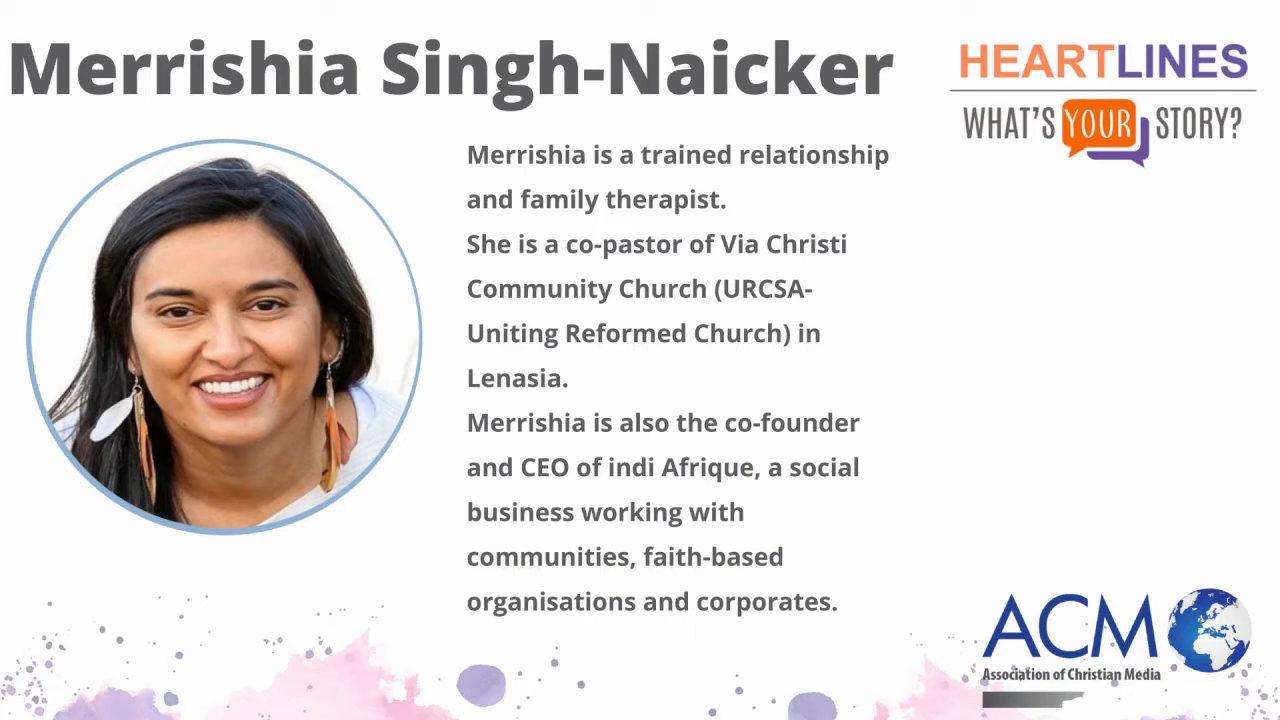 Merrishia Singh-Naicker
HEARTLINES
WHAT'S YOUR STORY?
Merrishia is a trained relationship
and family therapist.
She is a co-pastor of Via Christi
Community Church (URCSA-
Uniting Reformed Church) in
Lenasia.
Merrishia is also the co-founder
and CEO of indi Afrique, a social
business working with
communities, faith-based
organisations and corporates.
ACM
Association of Christian Media